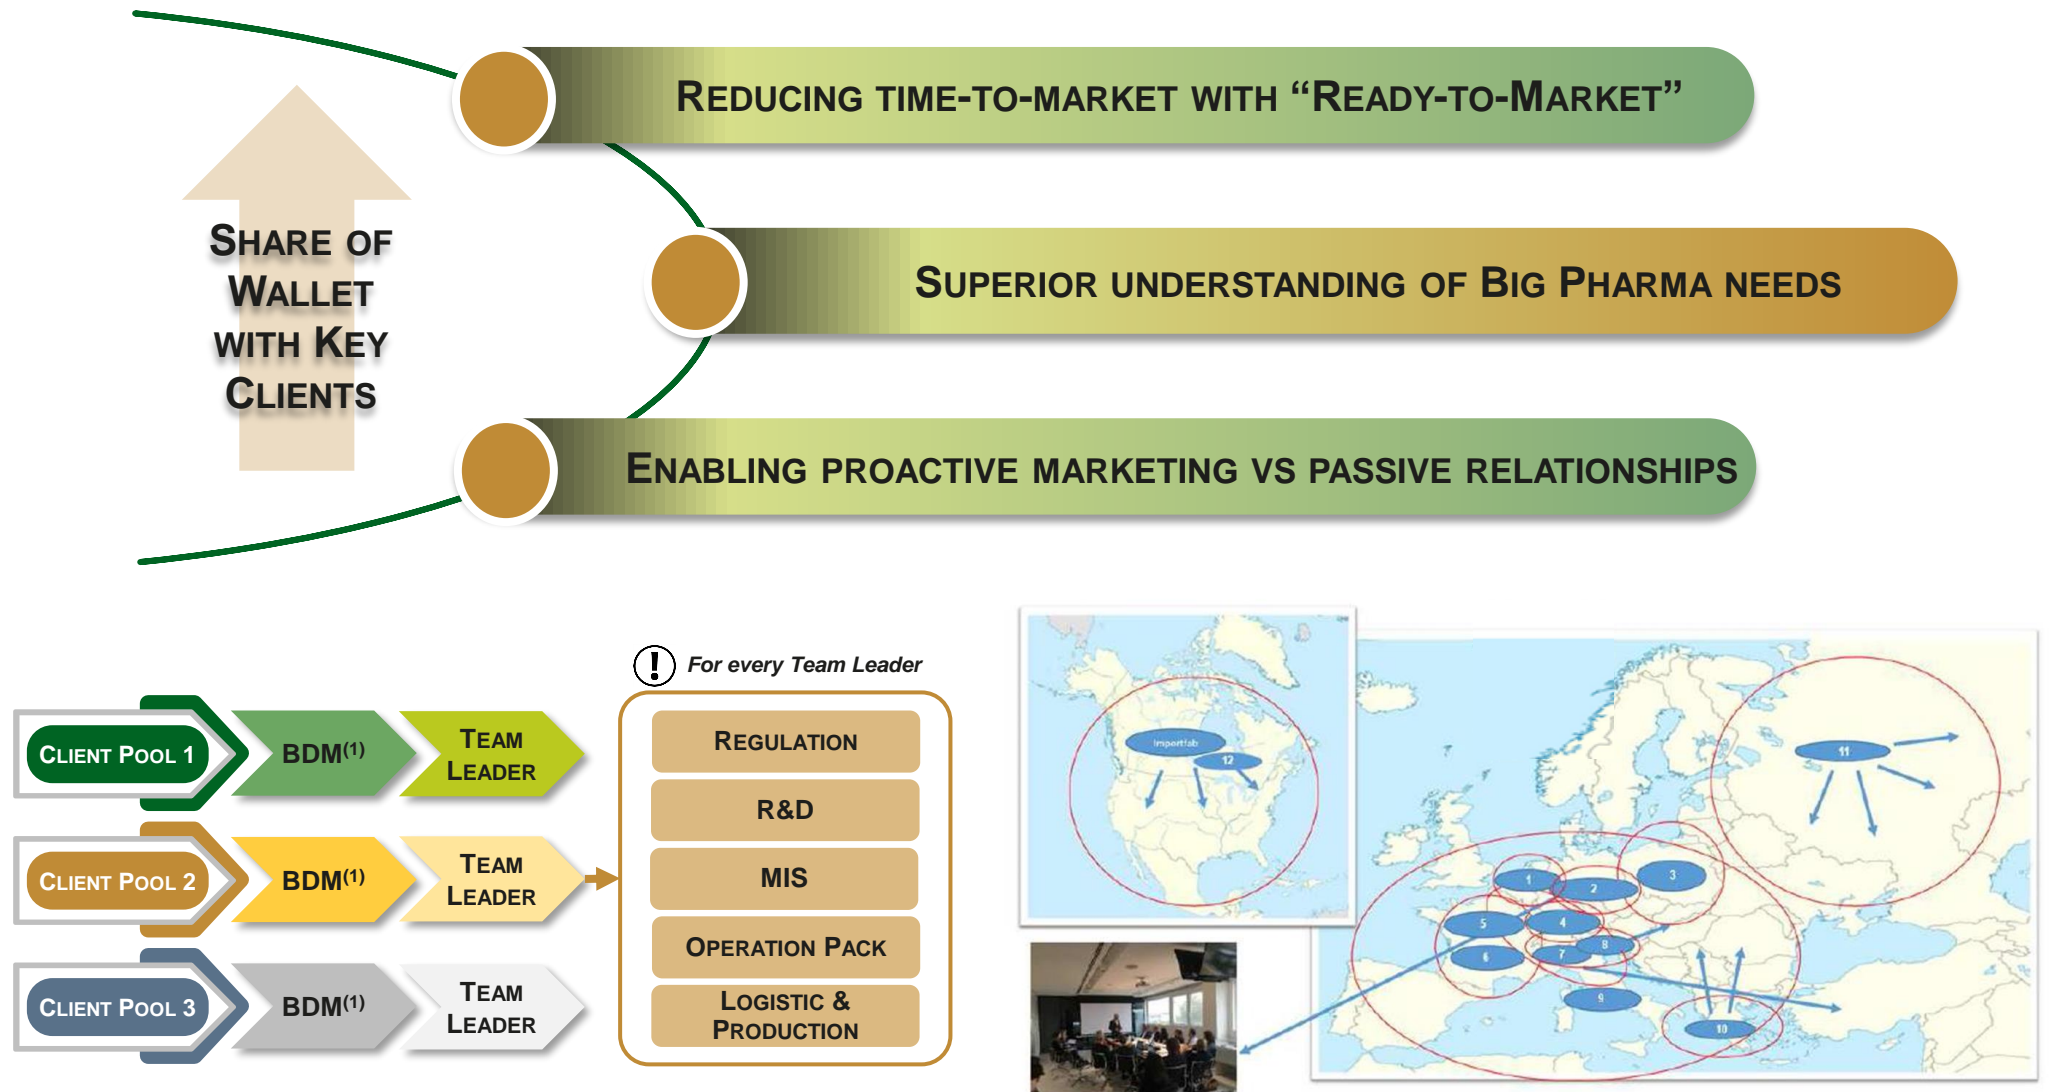 Reducing time-to-market with “Ready-to-Market”
Share of
Wallet
with Key
Clients
Superior understanding of Big Pharma needs
Enabling proactive marketing vs passive relationships
! For every Team Leader
Client Pool 1
BDM(1)
Team
Leader
Client Pool 2
BDM(1)
Team
Leader
Client Pool 3
BDM(1)
Team
Leader
Regulation
R&D
MIS
Operation Pack
Logistic &
Production
Importfab
12
11
1
2
3
5
4
6
7
8
9
10